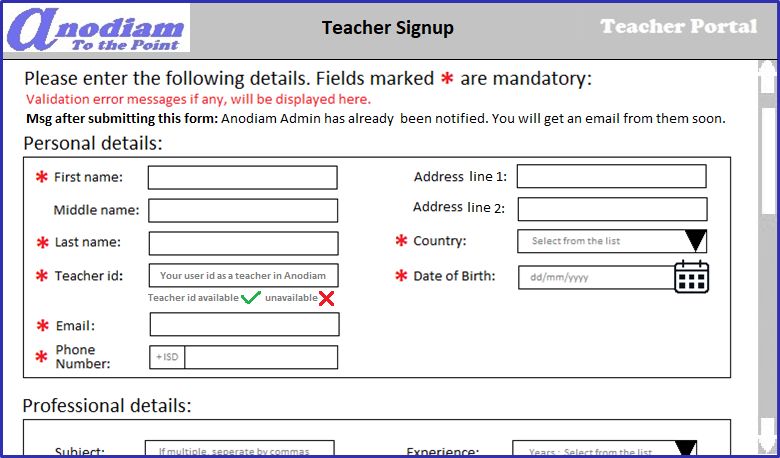 Anodiam
To the Point
Teacher Signup
Teacher Portal
Please enter the following details. Fields marked * are mandatory:
Validation error messages if any, will be displayed here.
Msg after submitting this form: Anodiam Admin has already been notified. You will get an email from them soon.
Personal details:
* First name:
Address line 1:
Middle name:
Address line 2:
* Last name:
* Country: Select from the list
* Teacher id: Your user id as a teacher in Anodiam
* Date of Birth: dd/mm/yyyy
Teacher id available unavailable
* Email:
* Phone
Number: + ISD
Professional details:
Subject: If multiple, seperate by commas
Experience: Years : Select from the list